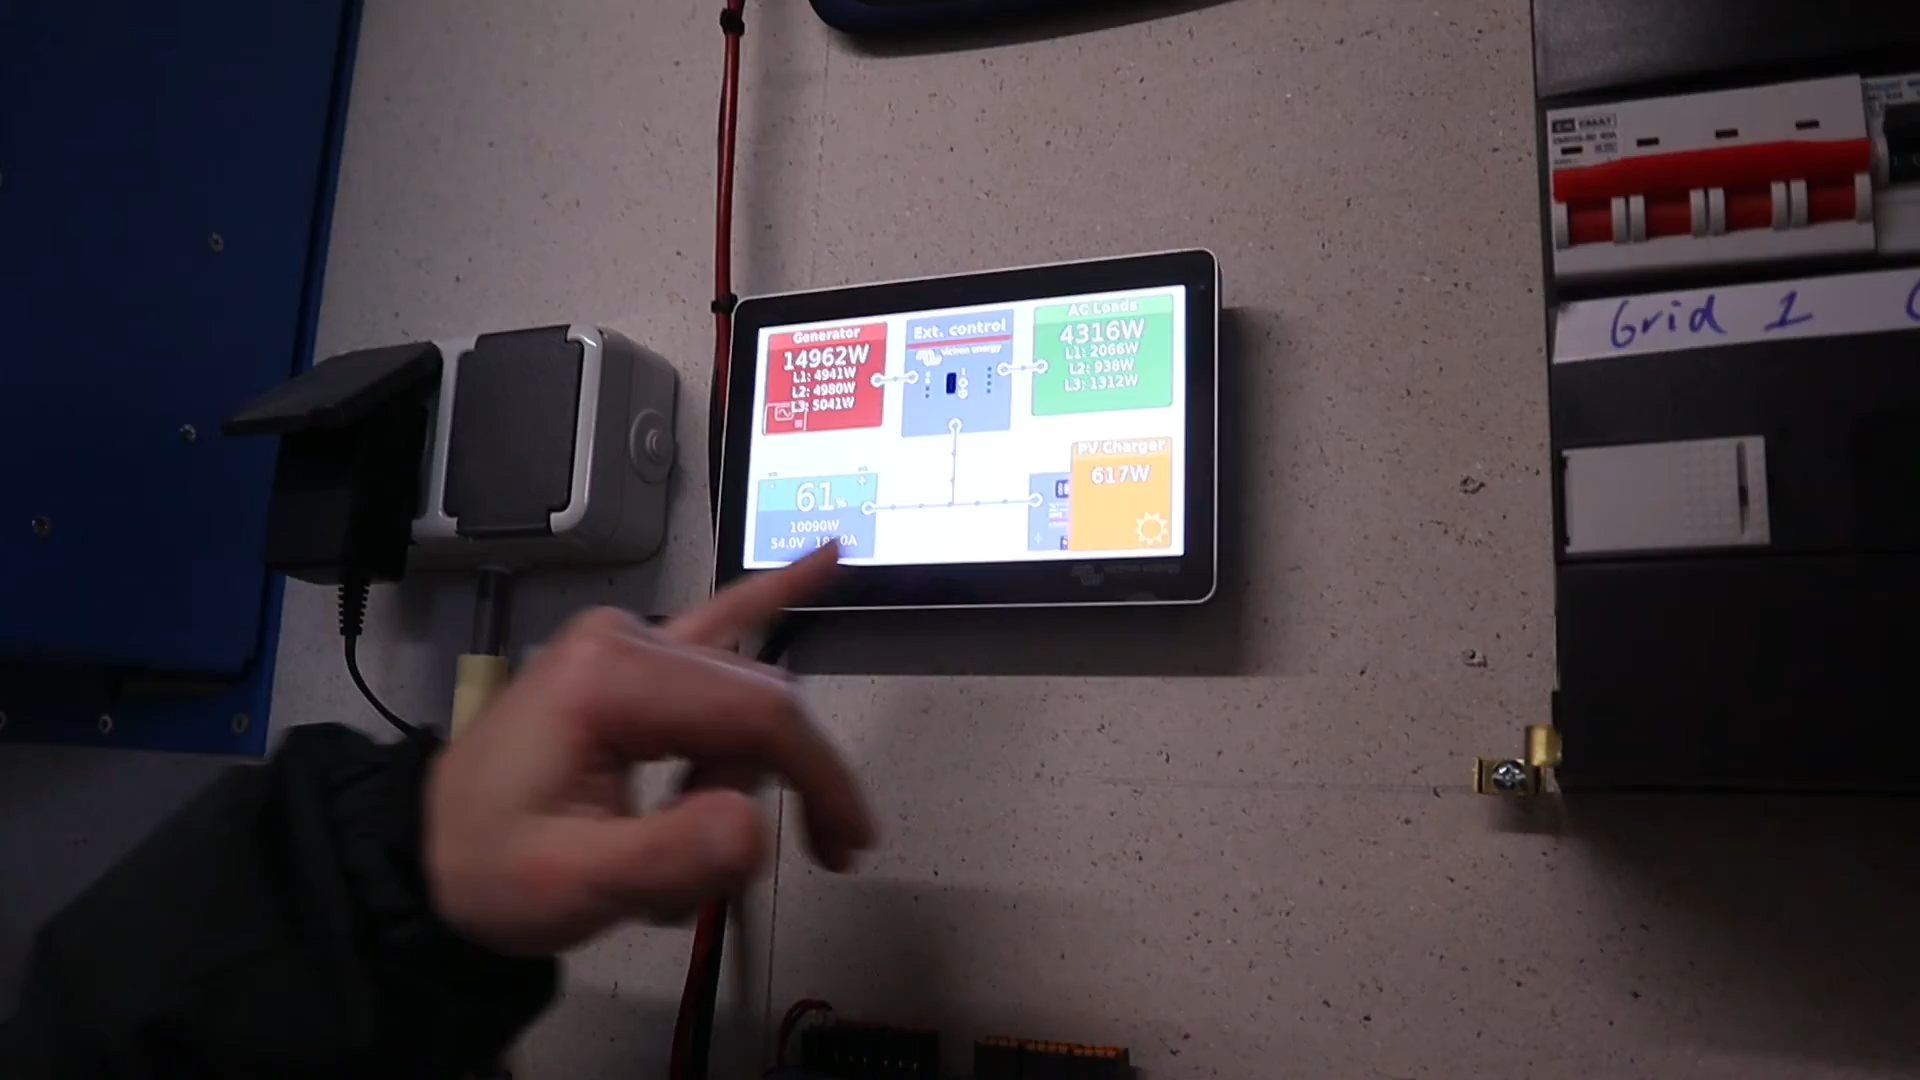 Generator
14962W
L1: 4941W
L2: 4980W
L3: 5041W
Ext. control
victron energy
AC Loads
4316W
L1: 2066W
L2: 938W
L3: 1312W
61%
10090W
54.0V
PV Charger
617W
Grid 1